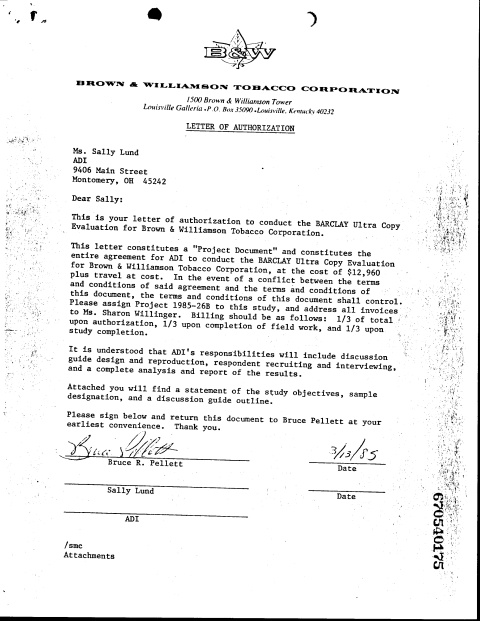 B&W
BROWN & WILLIAMSON TOBACCO CORPORATION
1500 Brown & Williamson Tower
Louisville Galleria • P.O. Box 35090 • Louisville, Kentucky 40232
LETTER OF AUTHORIZATION
Ms. Sally Lund
ADI
9406 Main Street
Montomery, OH 45242
Dear Sally:
This is your letter of authorization to conduct the BARCLAY Ultra Copy
Evaluation for Brown & Williamson Tobacco Corporation.
This letter constitutes a "Project Document" and constitutes the
entire agreement for ADI to conduct the BARCLAY Ultra Copy Evaluation
for Brown & Williamson Tobacco Corporation, at the cost of $12,960
plus travel at cost. In the event of a conflict between the terms
and conditions of said agreement and the terms and conditions of
this document, the terms and conditions of this document shall control.
Please assign Project 1985-26B to this study, and address all invoices
to Ms. Sharon Willinger. Billing should be as follows: 1/3 of total
upon authorization, 1/3 upon completion of field work, and 1/3 upon
study completion.
It is understood that ADI's responsibilities will include discussion
guide design and reproduction, respondent recruiting and interviewing,
and a complete analysis and report of the results.
Attached you will find a statement of the study objectives, sample
designation, and a discussion guide outline.
Please sign below and return this document to Bruce Pellett at your
earliest convenience. Thank you.
Bruce Pellett 3/13/85
Bruce R. Pellett Date
Sally Lund Date
ADI
/smc
Attachments
670540175